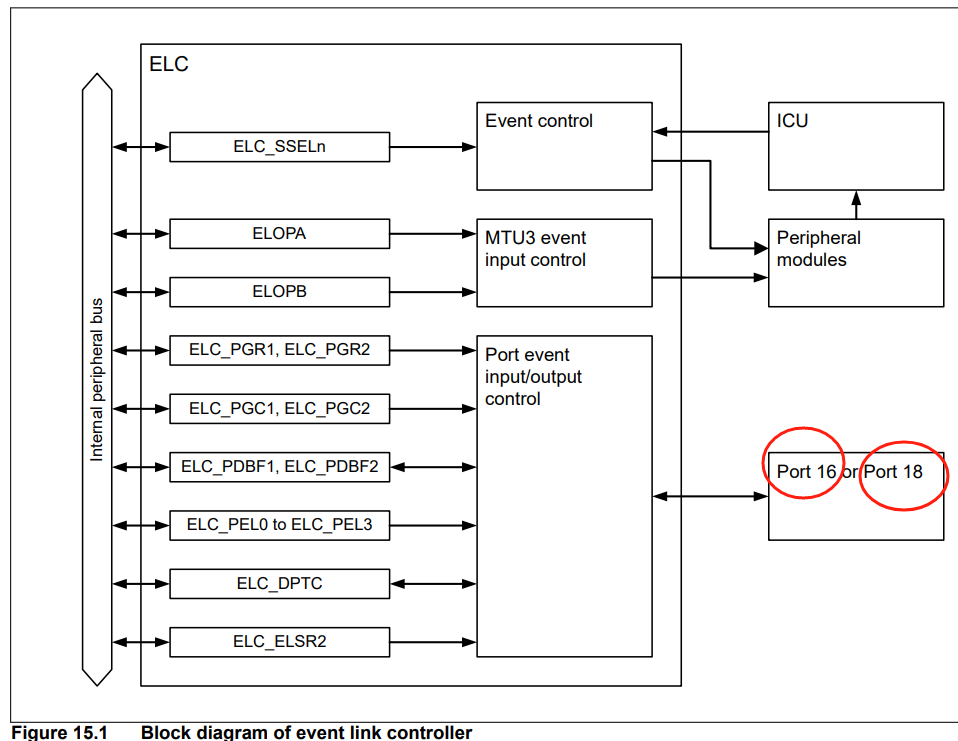 ELC
Event control
ICU
ELC_SSELn
ELOPA
MTU3 event
input control
Peripheral
modules
ELOPB
Internal peripheral bus
ELC_PGR1, ELC_PGR2
Port event
input/output
control
ELC_PGC1, ELC_PGC2
ELC_PDBF1, ELC_PDBF2
Port 16 or Port 18
ELC_PEL0 to ELC_PEL3
ELC_DPTC
ELC_ELSR2
Figure 15.1 Block diagram of event link controller